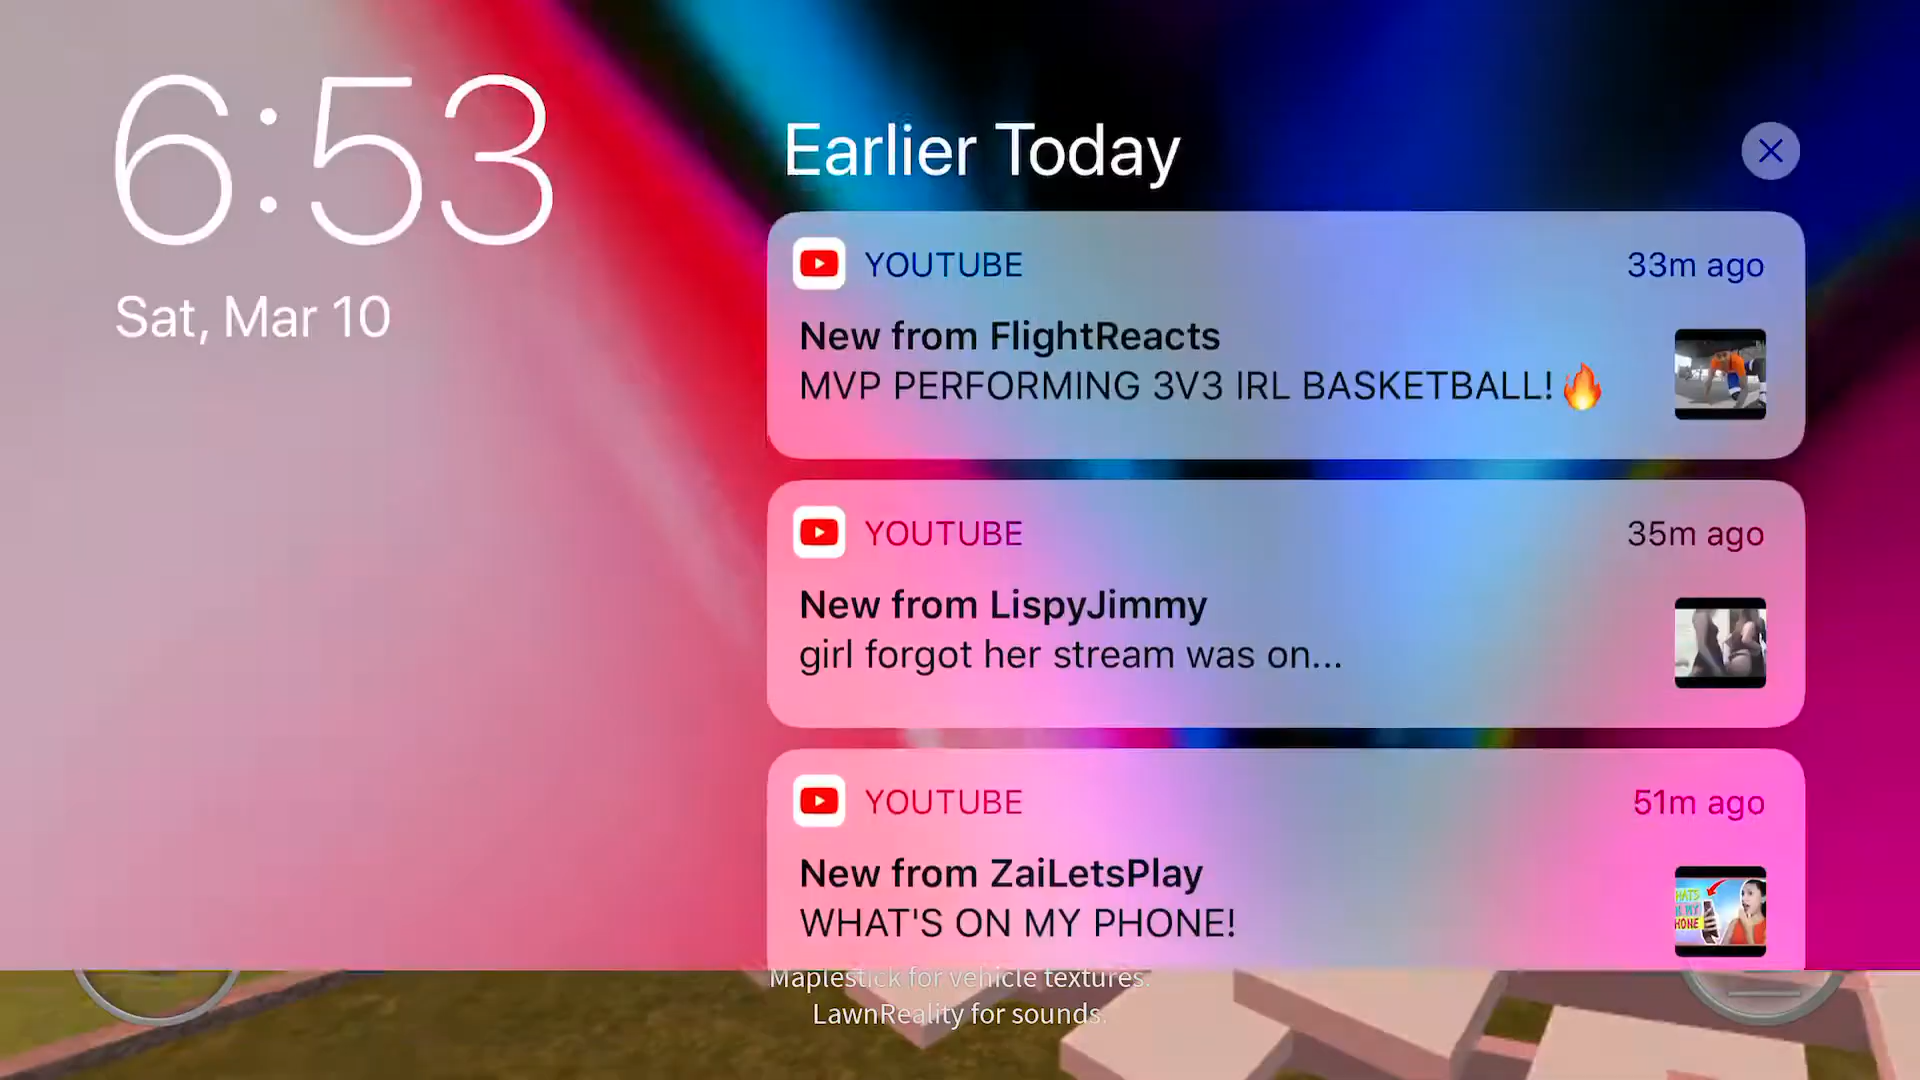 6:53
Sat, Mar 10
Earlier Today
YOUTUBE
33m ago
New from FlightReacts
MVP PERFORMING 3V3 IRL BASKETBALL!🔥
YOUTUBE
35m ago
New from LispyJimmy
girl forgot her stream was on...
YOUTUBE
51m ago
New from ZaiLetsPlay
WHAT'S ON MY PHONE!
Maplestick for vehicle textures.
LawnReality for sounds.